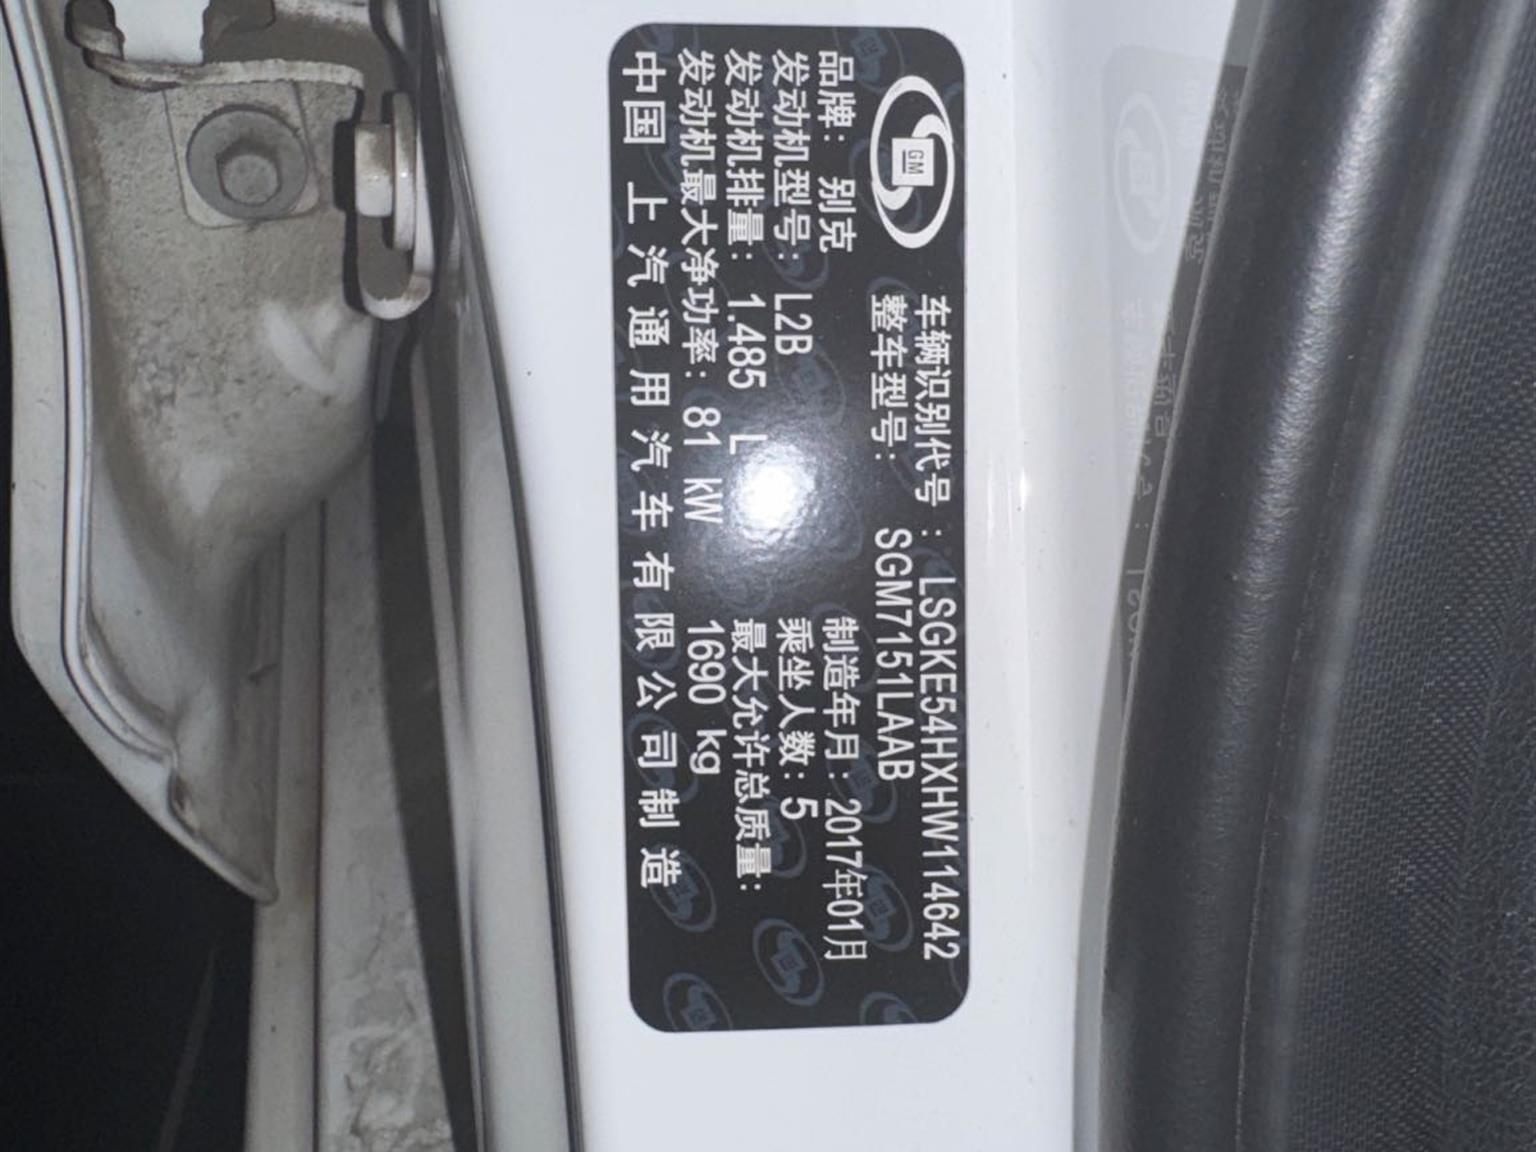 GM
车辆识别代号：LSGKE54HXHW114642
整车型号：SGM7151LAAB
品牌：别克
制造年月：2017年01月
发动机型号：L2B
乘坐人数：5
发动机排量：1.485 L
最大允许总质量：
发动机最大净功率：81 kW
1690 kg
中国上汽通用汽车有限公司制造